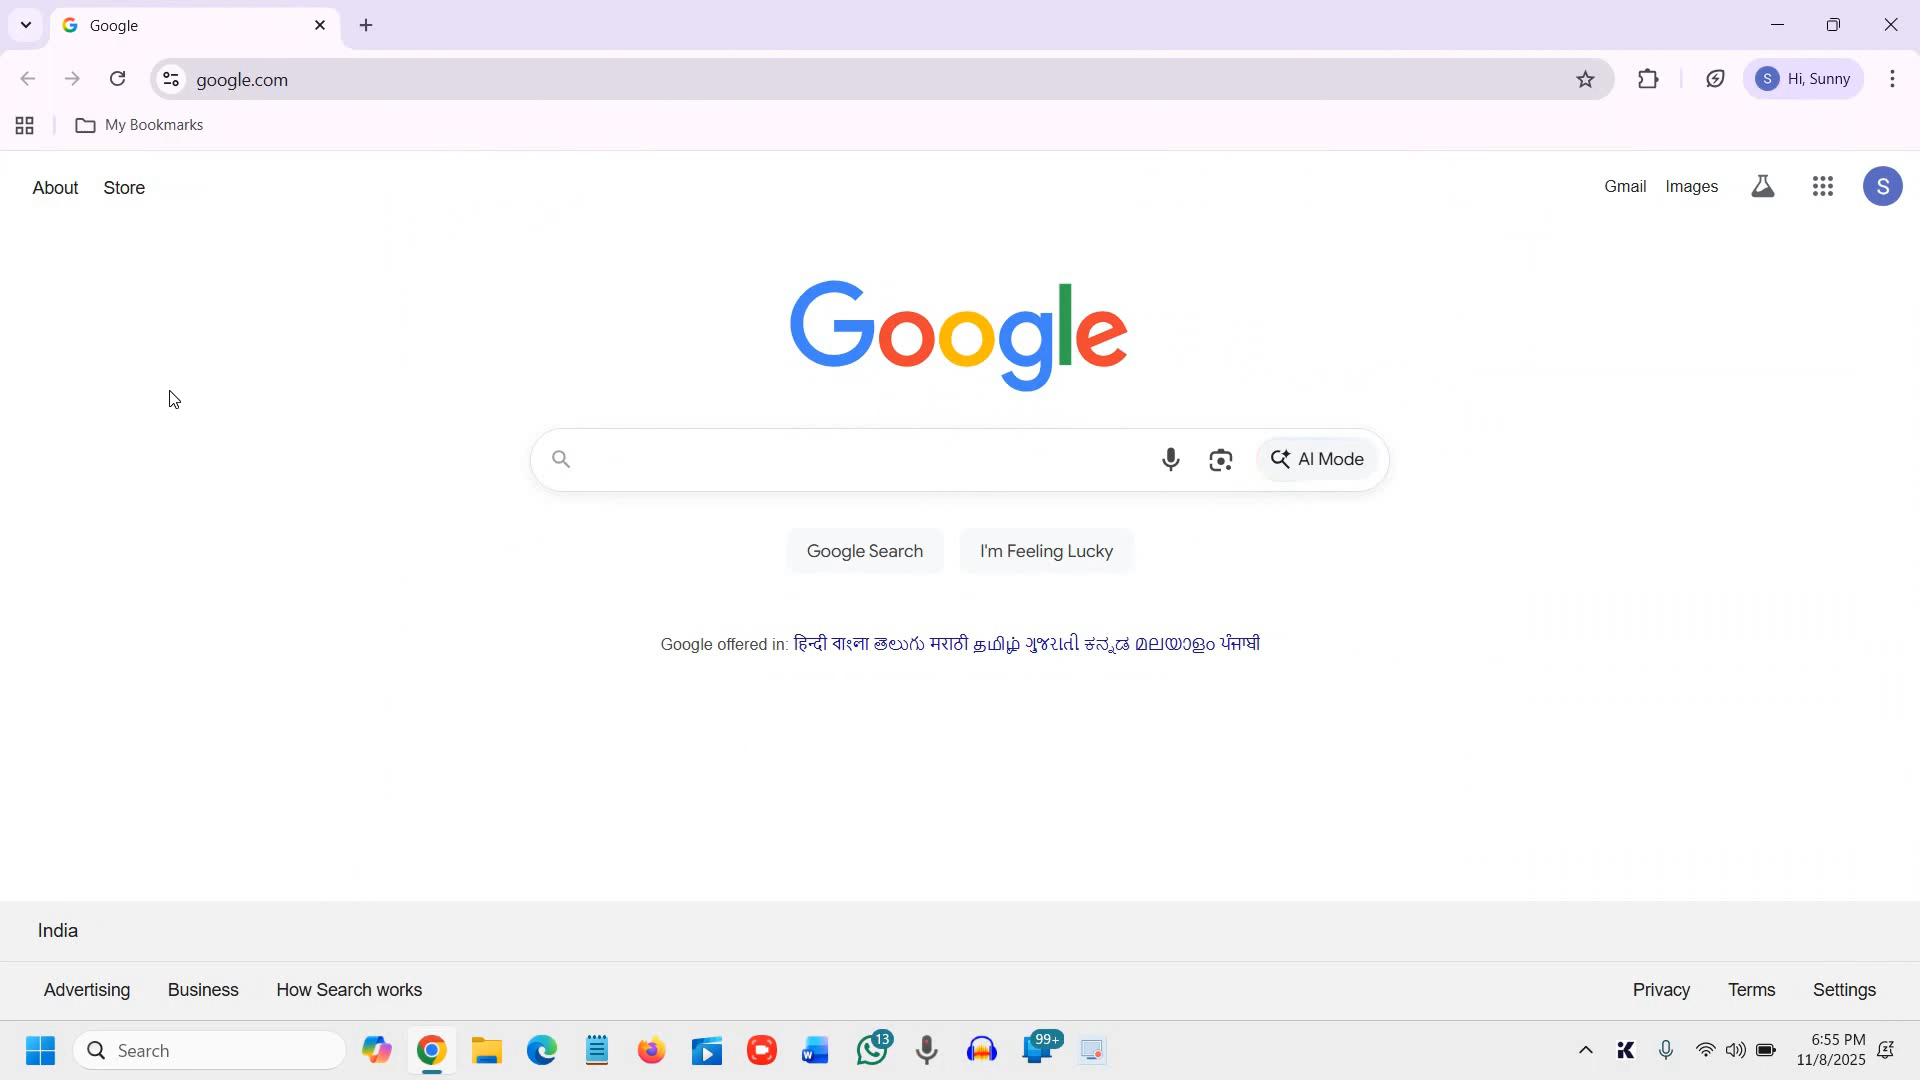 Google
google.com
Hi, Sunny
S
My Bookmarks
About Store
Gmail Images
S
Google
AI Mode
Google Search I'm Feeling Lucky
Google offered in: हिन्दी বাংলা తెలుగు मराठी தமிழ் ગુજરાતી ಕನ್ನಡ മലയാളം ਪੰਜਾਬੀ
India
Advertising Business How Search works
Privacy Terms Settings
Search
13
99+
6:55 PM
11/8/2025